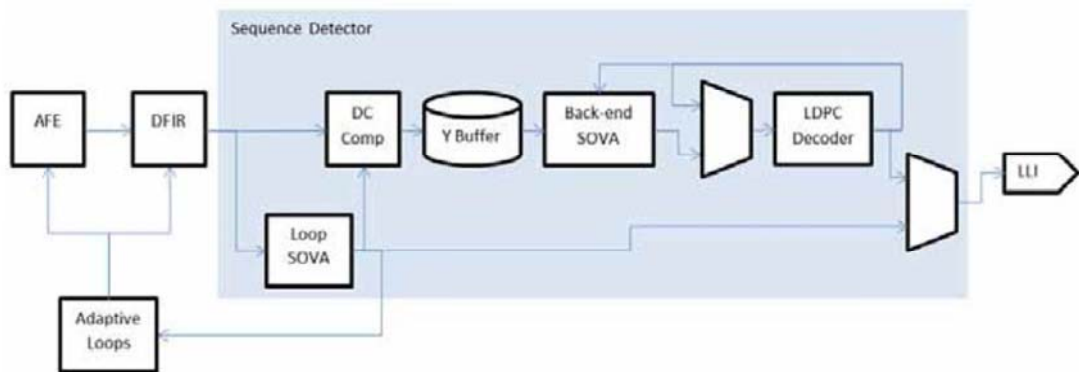 Sequence Detector
AFE
DFIR
DC
Comp
Y Buffer
Back-end
SOVA
LDPC
Decoder
LLI
Loop
SOVA
Adaptive
Loops